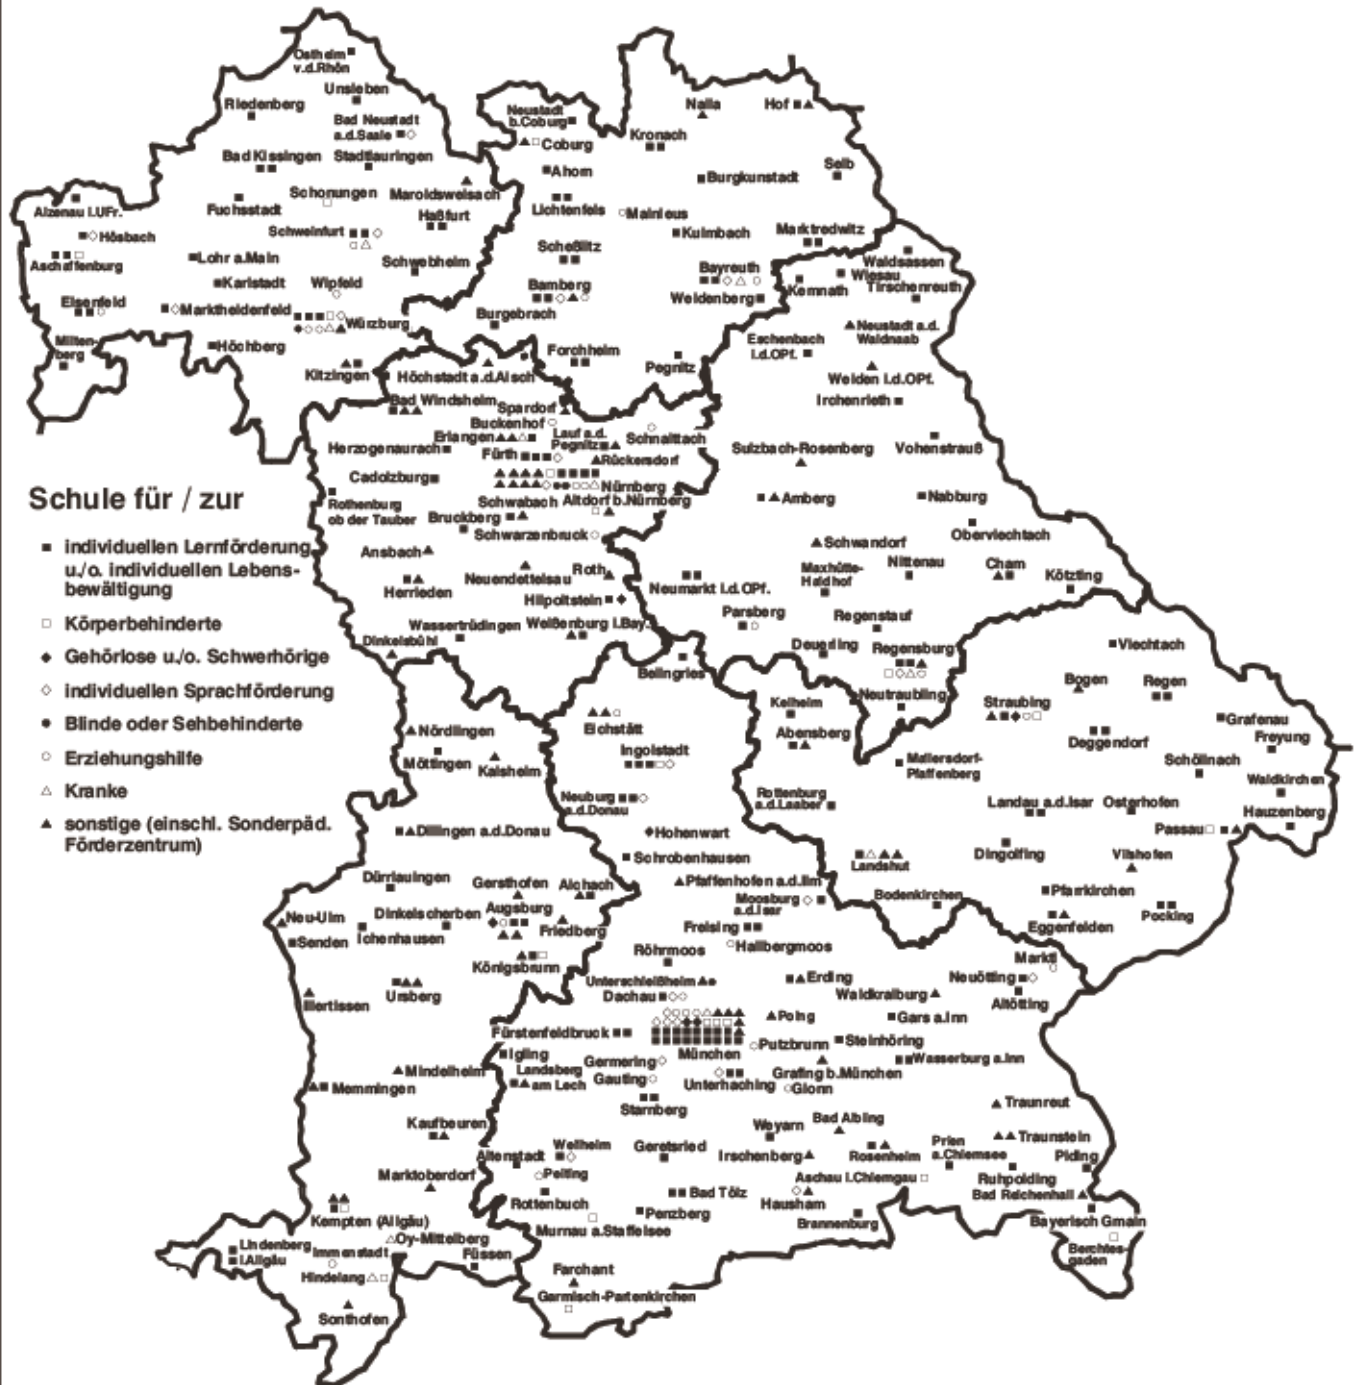 Ostheim
v.d.Rhön
Unsleben
Riedenberg
Bad Neustadt
a.d.Saale
Bad Kissingen
Stadtlauringen
Schonungen
Maroldsweisach
Alzenau i.UFr.
Fuchsstadt
Haßfurt
Hösbach
Schweinfurt
Aschaffenburg
Lohr a.Main
Schwebheim
Karlstadt
Wipfeld
Elsenfeld
Marktheidenfeld
Würzburg
Milten-
berg
Höchberg
Kitzingen
Neustadt
b.Coburg
Coburg
Kronach
Naila
Hof
Ahorn
Burgkunstadt
Selb
Lichtenfels
Mainleus
Kulmbach
Marktredwitz
Scheßlitz
Bamberg
Bayreuth
Weidenberg
Burgebrach
Forchheim
Pegnitz
Höchstadt a.d.Aisch
Waldsassen
Wiesau
Kemnath
Tirschenreuth
Eschenbach
i.d.OPf.
Neustadt a.d.
Waldnaab
Weiden i.d.OPf.
Irchenrieth
Sulzbach-Rosenberg
Vohenstrauß
Amberg
Nabburg
Oberviechtach
Schwandorf
Maxhütte-
Haidhof
Nittenau
Cham
Kötzting
Neumarkt i.d.OPf.
Parsberg
Regenstauf
Deuerling
Regensburg
Neutraubling
Bad Windsheim
Spardorf
Buckenhof
Erlangen
Lauf a.d.
Pegnitz
Schnaittach
Herzogenaurach
Fürth
Rückersdorf
Cadolzburg
Nürnberg
Rothenburg
ob der Tauber
Schwabach
Altdorf b.Nürnberg
Bruckberg
Schwarzenbruck
Ansbach
Neuendettelsau
Roth
Herrieden
Hilpoltstein
Wassertrüdingen
Weißenburg i.Bay.
Dinkelsbühl
Schule für / zur
individuellen Lernförderung
u./o. individuellen Lebens-
bewältigung
Körperbehinderte
Gehörlose u./o. Schwerhörige
individuellen Sprachförderung
Blinde oder Sehbehinderte
Erziehungshilfe
Kranke
sonstige (einschl. Sonderpäd.
Förderzentrum)
Viechtach
Bogen
Regen
Kelheim
Straubing
Abensberg
Grafenau
Deggendorf
Freyung
Mallersdorf-
Pfaffenberg
Schöllnach
Waldkirchen
Rottenburg
a.d.Laaber
Landau a.d.Isar
Osterhofen
Hauzenberg
Passau
Landshut
Dingolfing
Vilshofen
Bodenkirchen
Pfarrkirchen
Eggenfelden
Pocking
Nördlingen
Möttingen
Kaisheim
Dillingen a.d.Donau
Dürrlauingen
Gersthofen
Aichach
Neu-Ulm
Dinkelscherben
Augsburg
Senden
Ichenhausen
Friedberg
Königsbrunn
Illertissen
Ursberg
Mindelheim
Memmingen
Kaufbeuren
Marktoberdorf
Kempten (Allgäu)
Lindenberg
i.Allgäu
Immenstadt
Oy-Mittelberg
Hindelang
Füssen
Sonthofen
Beilngries
Eichstätt
Ingolstadt
Neuburg
a.d.Donau
Hohenwart
Schrobenhausen
Pfaffenhofen a.d.Ilm
Moosburg
a.d.Isar
Freising
Röhrmoos
Hallbergmoos
Unterschleißheim
Erding
Neuötting
Marktl
Dachau
Waldkraiburg
Altötting
Fürstenfeldbruck
Poing
Gars a.Inn
Igling
München
Putzbrunn
Steinhöring
Landsberg
am Lech
Germering
Wasserburg a.Inn
Gauting
Unterhaching
Grafing b.München
Glonn
Starnberg
Traunreut
Weyarn
Bad Aibling
Altenstadt
Weilheim
Geretsried
Irschenberg
Rosenheim
Prien
a.Chiemsee
Traunstein
Piding
Peiting
Aschau i.Chiemgau
Ruhpolding
Rottenbuch
Bad Tölz
Hausham
Bad Reichenhall
Murnau a.Staffelsee
Penzberg
Brannenburg
Bayerisch Gmain
Berchtes-
gaden
Farchant
Garmisch-Partenkirchen